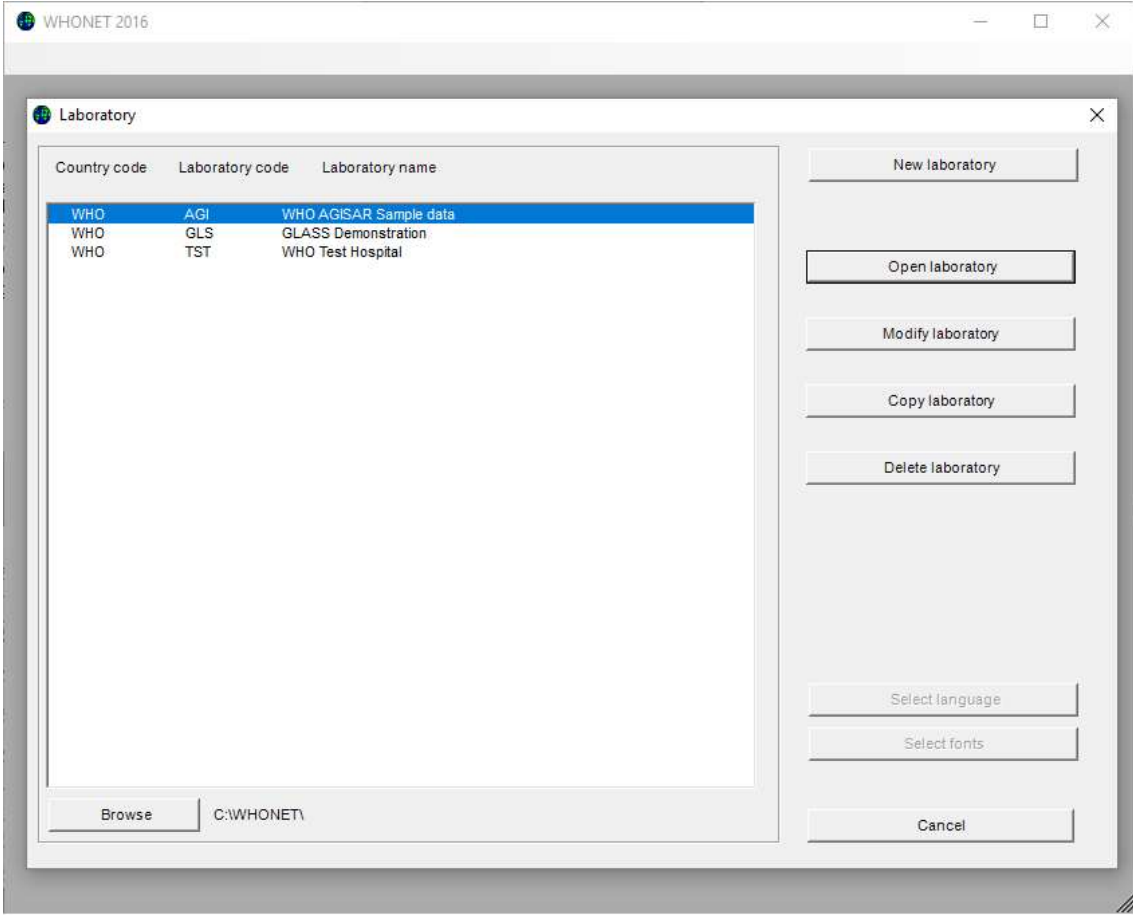 WHONET 2016
Laboratory
Country code Laboratory code Laboratory name
WHO AGI WHO AGISAR Sample data
WHO GLS GLASS Demonstration
WHO TST WHO Test Hospital
New laboratory
Open laboratory
Modify laboratory
Copy laboratory
Delete laboratory
Select language
Select fonts
Browse C:\WHONET\
Cancel